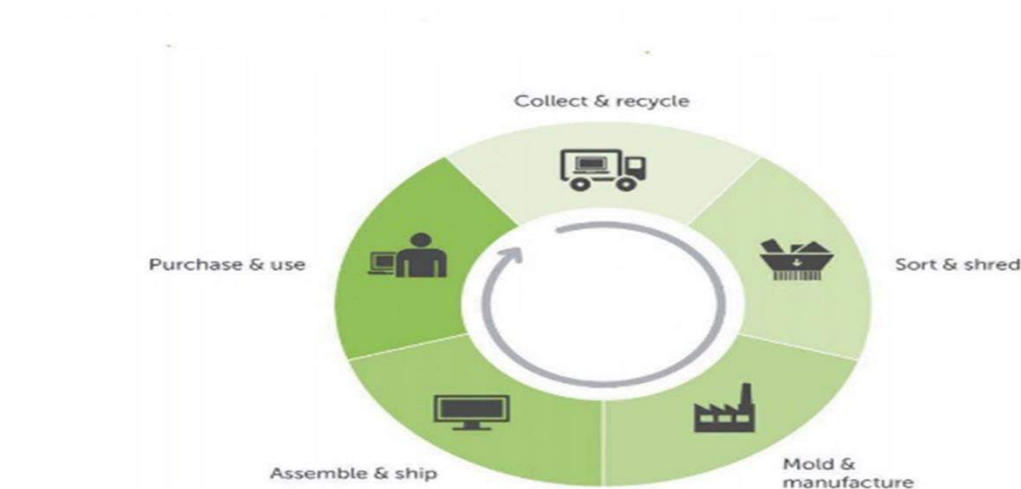 Collect & recycle
Purchase & use
Sort & shred
Assemble & ship
Mold &
manufacture